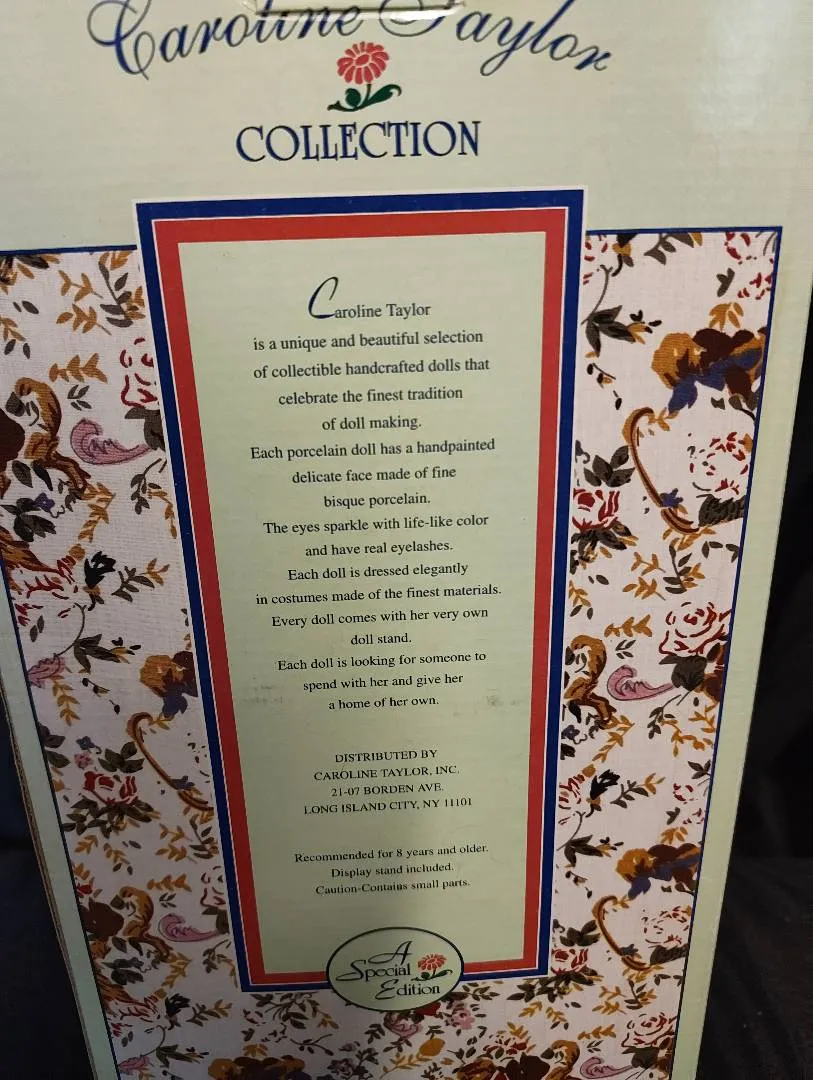 Caroline Taylor
COLLECTION
Caroline Taylor
is a unique and beautiful selection
of collectible handcrafted dolls that
celebrate the finest tradition
of doll making.
Each porcelain doll has a handpainted
delicate face made of fine
bisque porcelain.
The eyes sparkle with life-like color
and have real eyelashes.
Each doll is dressed elegantly
in costumes made of the finest materials.
Every doll comes with her very own
doll stand.
Each doll is looking for someone to
spend with her and give her
a home of her own.
DISTRIBUTED BY
CAROLINE TAYLOR, INC.
21-07 BORDEN AVE.
LONG ISLAND CITY, NY 11101
Recommended for 8 years and older.
Display stand included.
Caution-Contains small parts.
A
Special
Edition